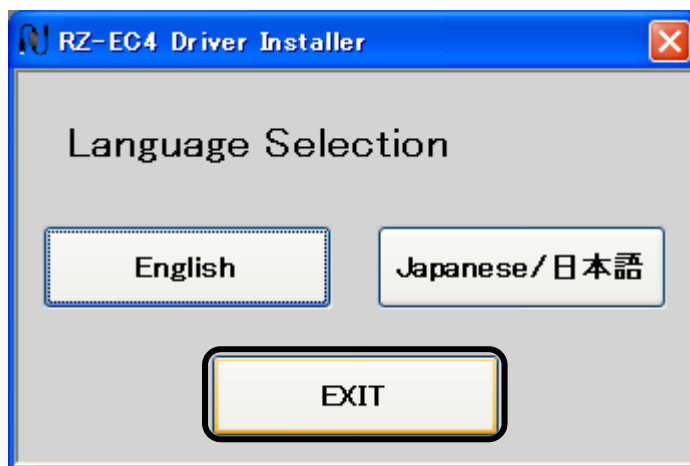 RZ-EC4 Driver Installer
Language Selection
English
Japanese/日本語
EXIT